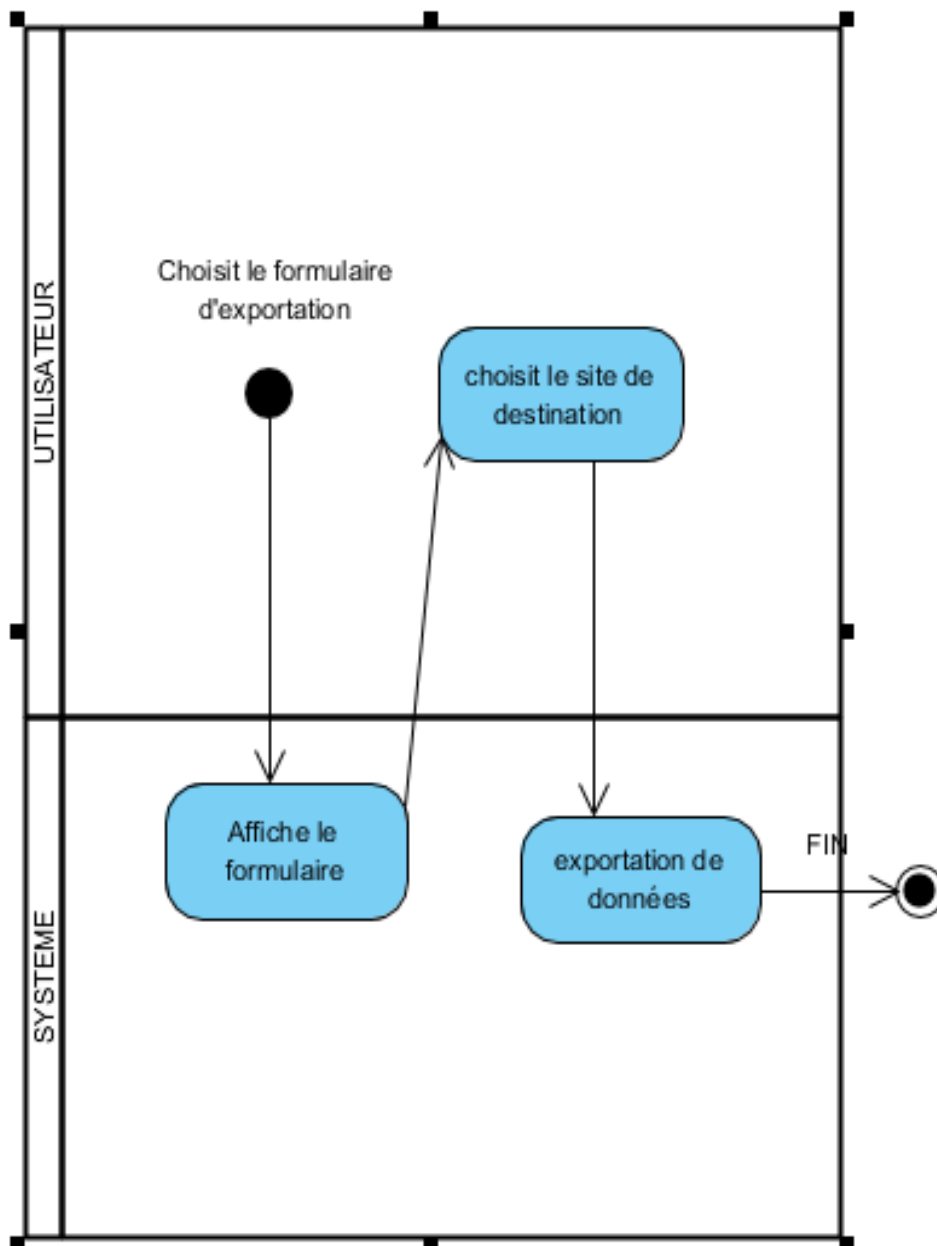 UTILISATEUR
Choisit le formulaire
d'exportation
choisit le site de
destination
SYSTEME
Affiche le
formulaire
exportation de
données
FIN